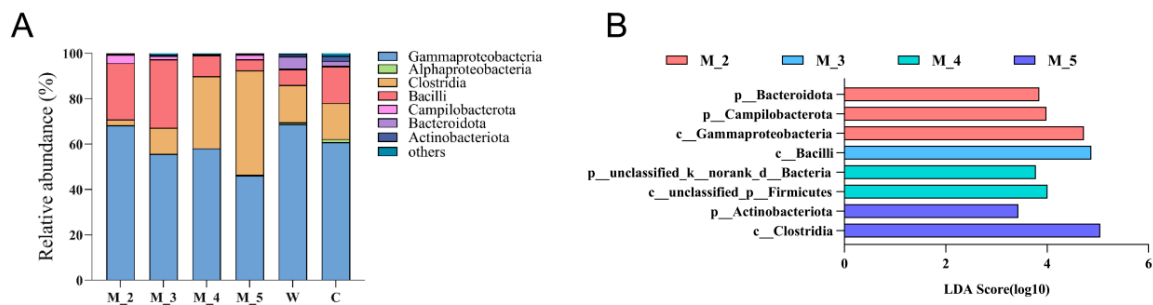 A
Relative abundance (%)
100
80
60
40
20
0
M_2 M_3 M_4 M_5 W C
Gammaproteobacteria
Alphaproteobacteria
Clostridia
Bacilli
Campilobacterota
Bacteroidota
Actinobacteriota
others
B
M_2 M_3 M_4 M_5
p__Bacteroidota
p__Campilobacterota
c__Gammaproteobacteria
c__Bacilli
p__unclassified_k__norank_d__Bacteria
c__unclassified_p__Firmicutes
p__Actinobacteriota
c__Clostridia
0 2 4 6
LDA Score(log10)